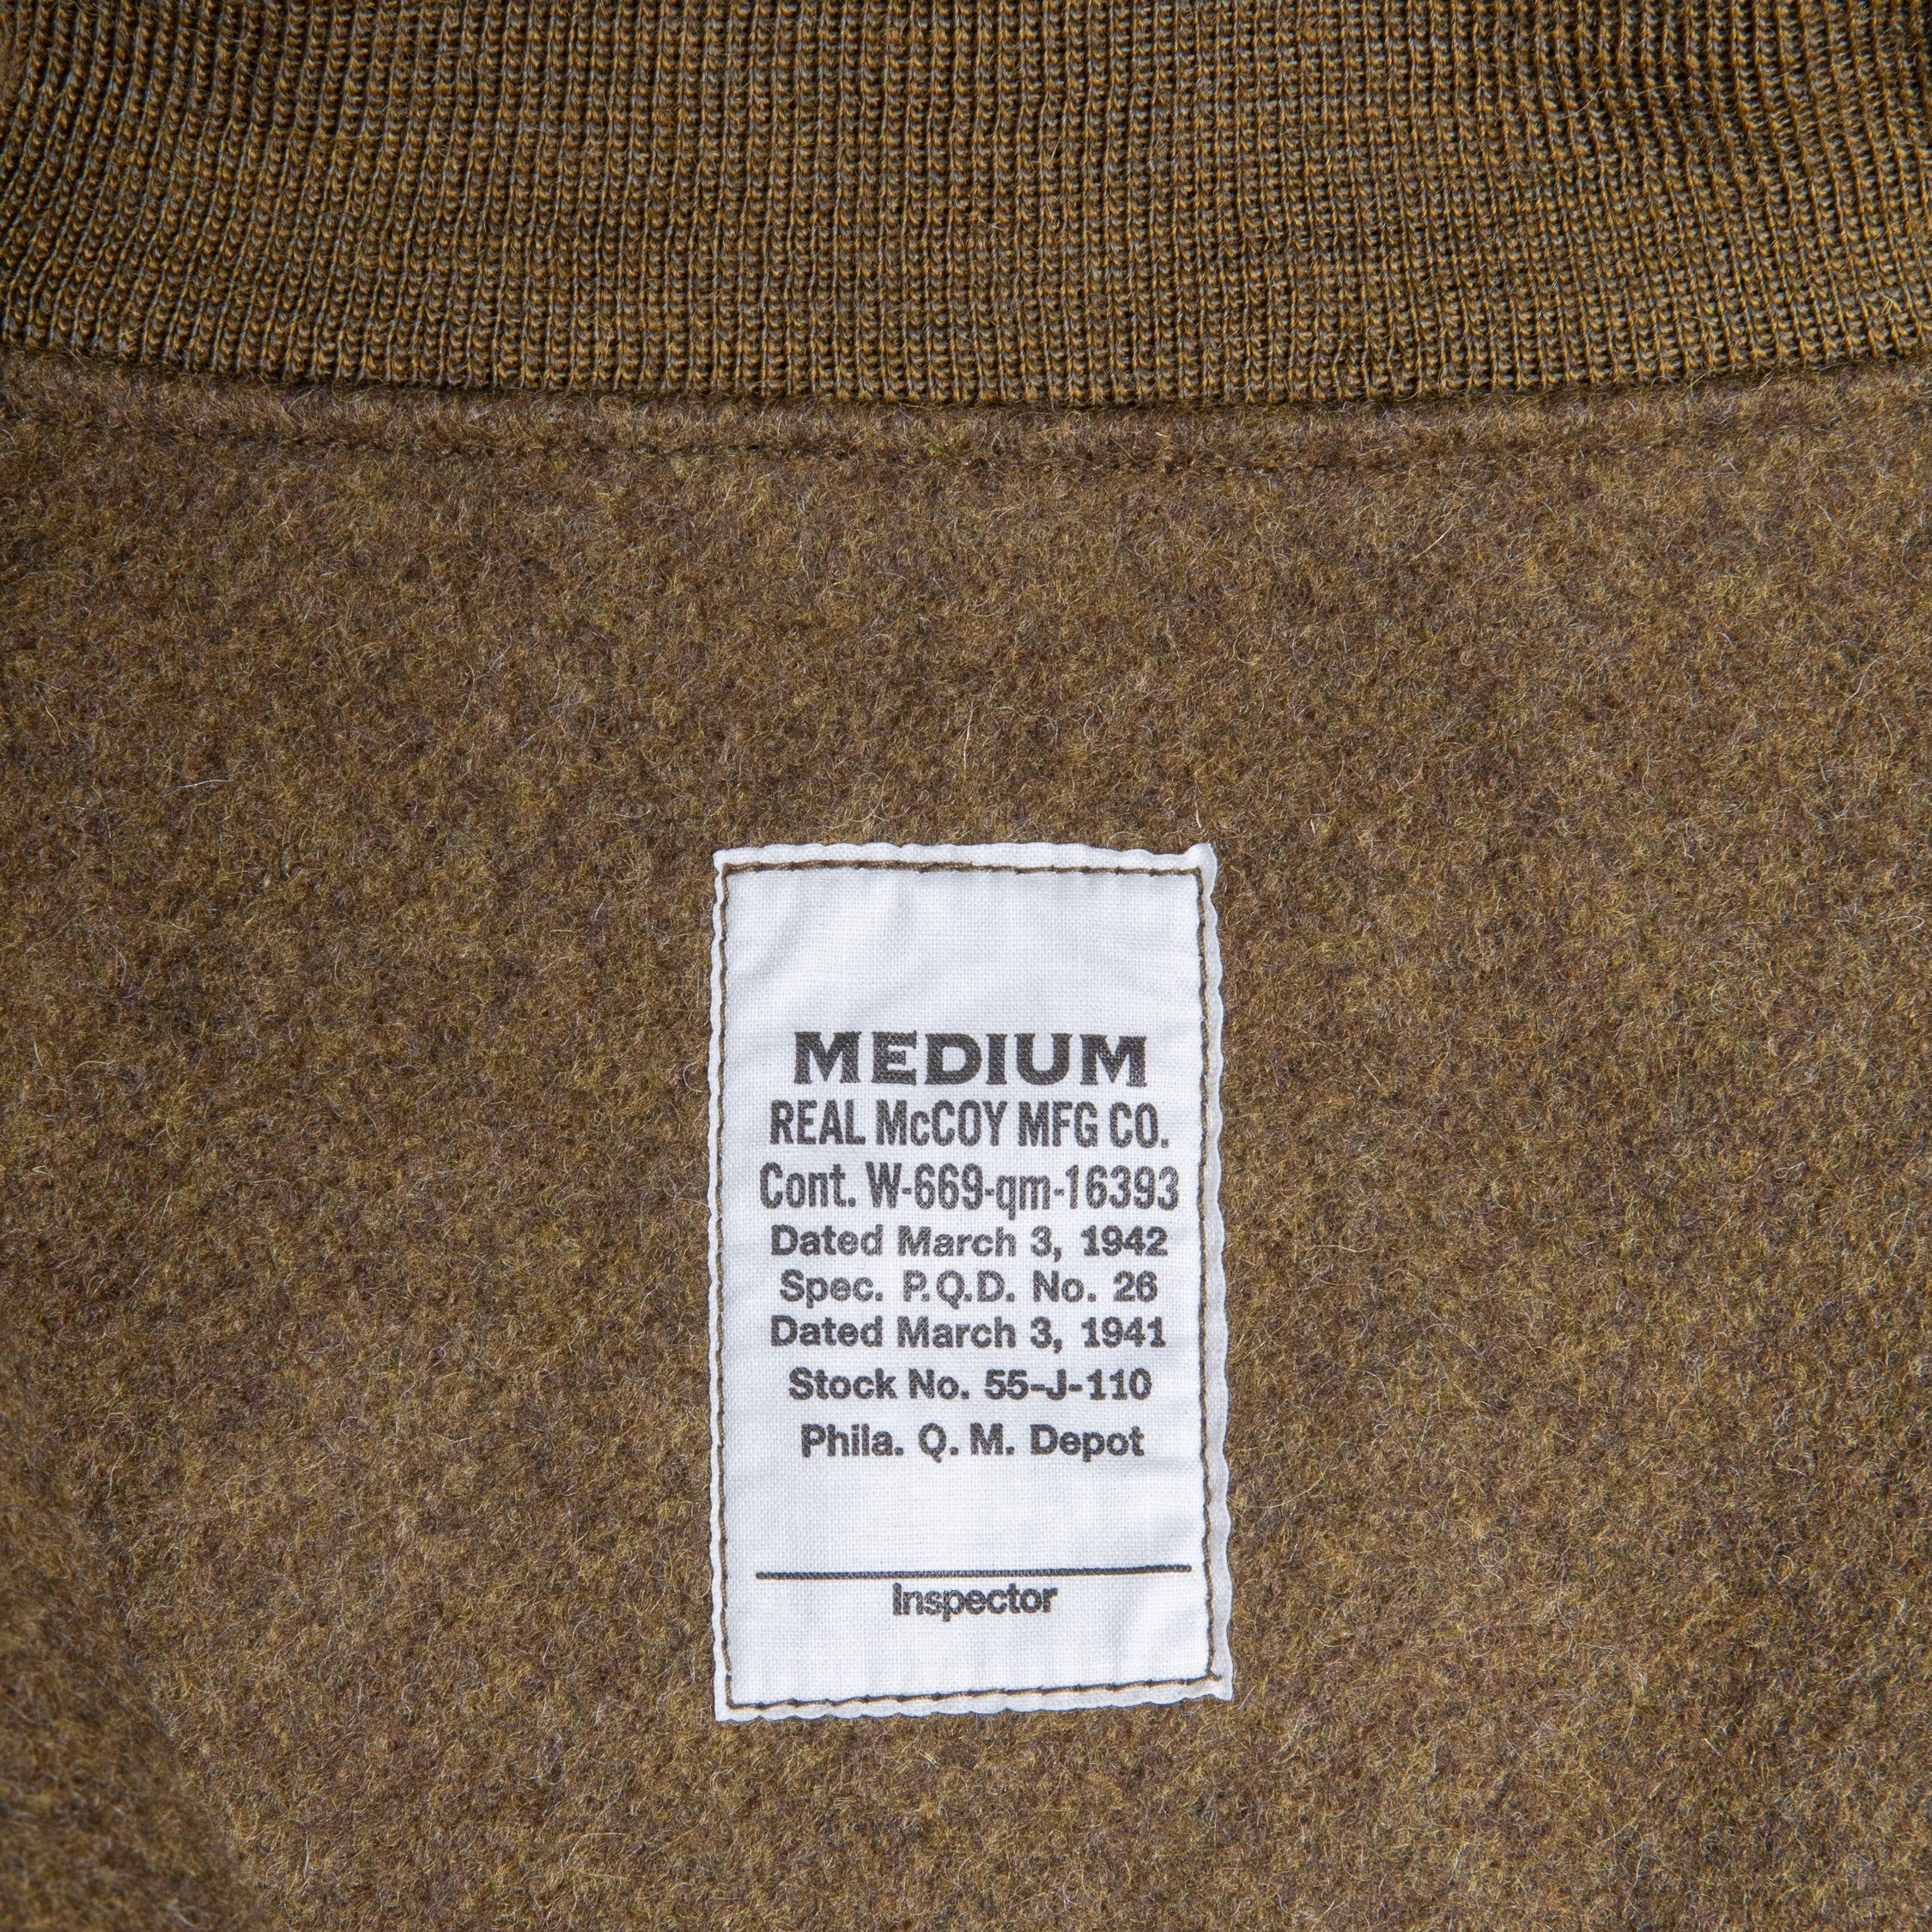 MEDIUM
REAL McCOY MFG CO.
Cont. W-669-qm-16393
Dated March 3, 1942
Spec. P.Q.D. No. 26
Dated March 3, 1941
Stock No. 55-J-110
Phila. Q. M. Depot
Inspector